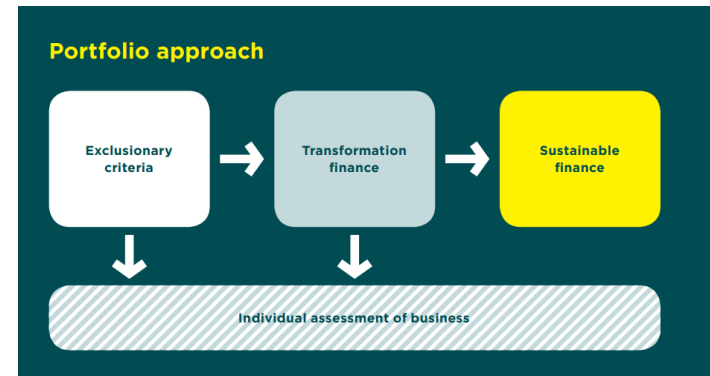 Portfolio approach
Exclusionary
criteria
Transformation
finance
Sustainable
finance
Individual assessment of business